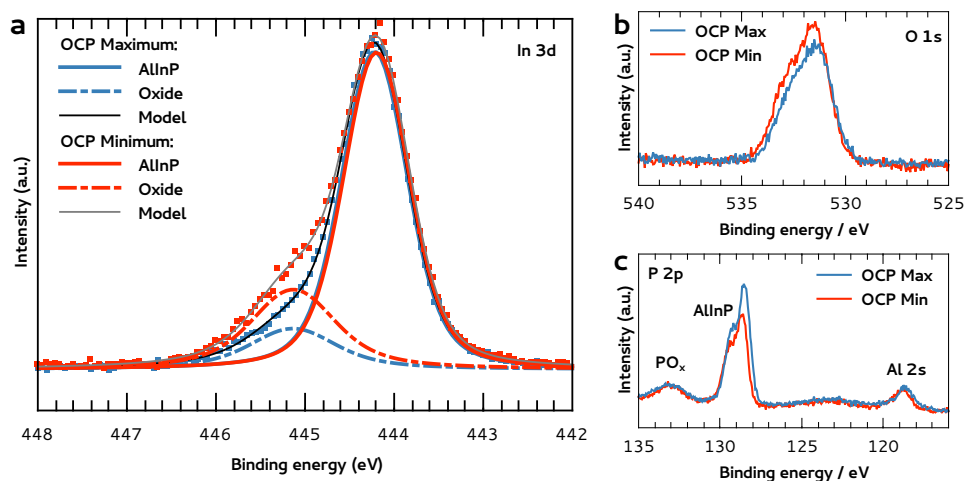 a
In 3d
OCP Maximum:
AlInP
Oxide
Model
OCP Minimum:
AlInP
Oxide
Model
Intensity (a.u.)
448 447 446 445 444 443 442
Binding energy (eV)
b
O 1s
OCP Max
OCP Min
Intensity (a.u.)
540 535 530 525
Binding energy / eV
c
P 2p
OCP Max
OCP Min
AlInP
POx
Al 2s
Intensity (a.u.)
135 130 125 120
Binding energy / eV